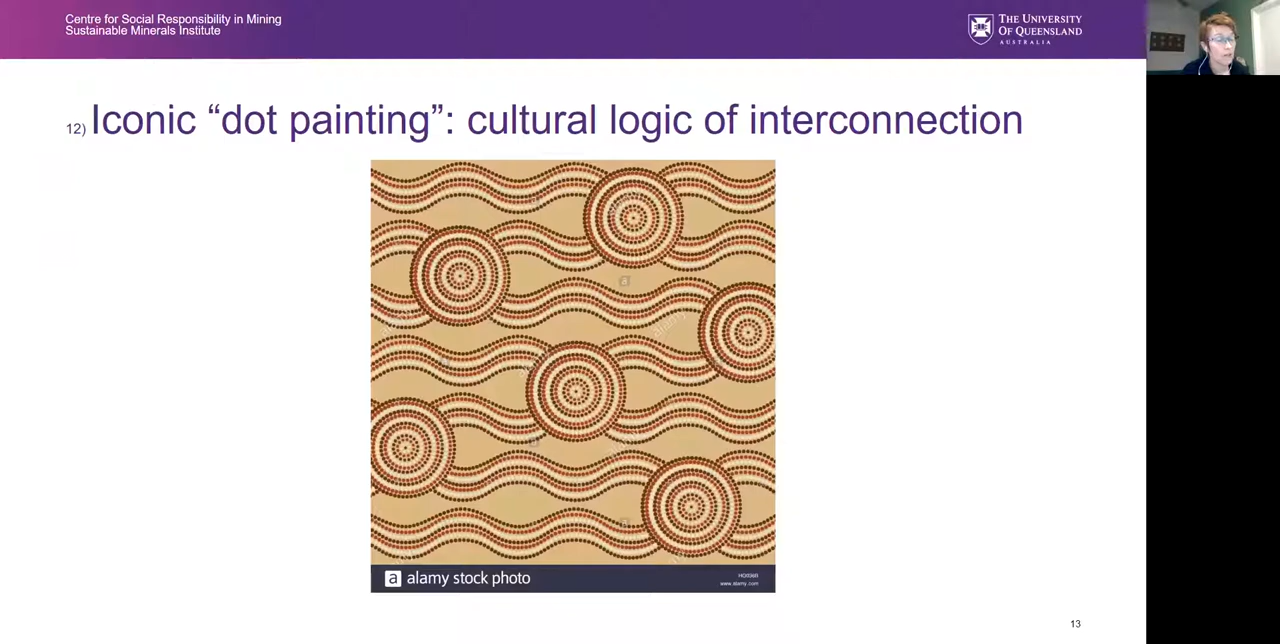 Centre for Social Responsibility in Mining
Sustainable Minerals Institute
THE UNIVERSITY
OF QUEENSLAND
AUSTRALIA
12) Iconic “dot painting”: cultural logic of interconnection
a alamy stock photo
www.alamy.com
13